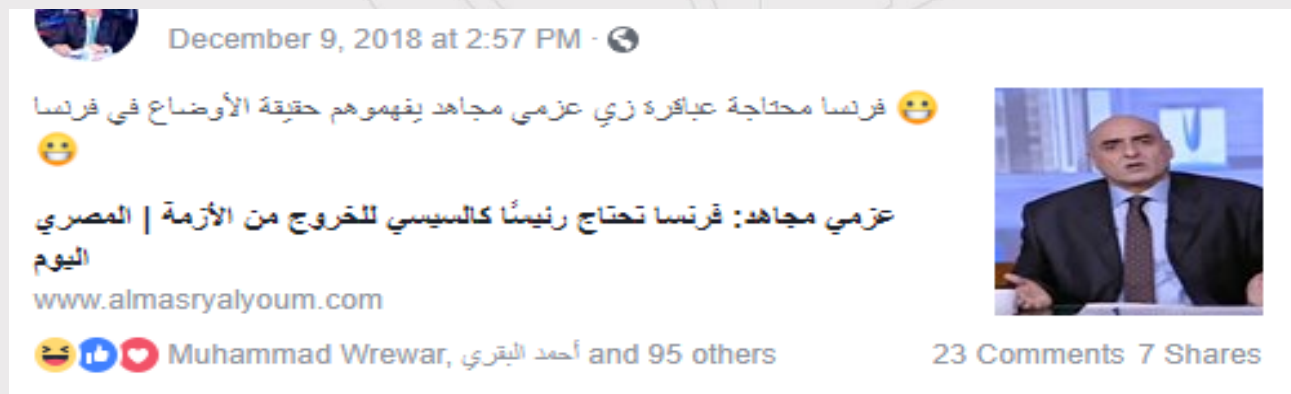 December 9, 2018 at 2:57 PM ·
😀 فرنسا محتاجة عباقرة زي عزمي مجاهد يفهموهم حقيقة الأوضاع في فرنسا
😀
عزمي مجاهد: فرنسا تحتاج رئيسًا كالسيسي للخروج من الأزمة | المصري
اليوم
www.almasryalyoum.com
Muhammad Wrewar, أحمد البقري and 95 others
23 Comments 7 Shares